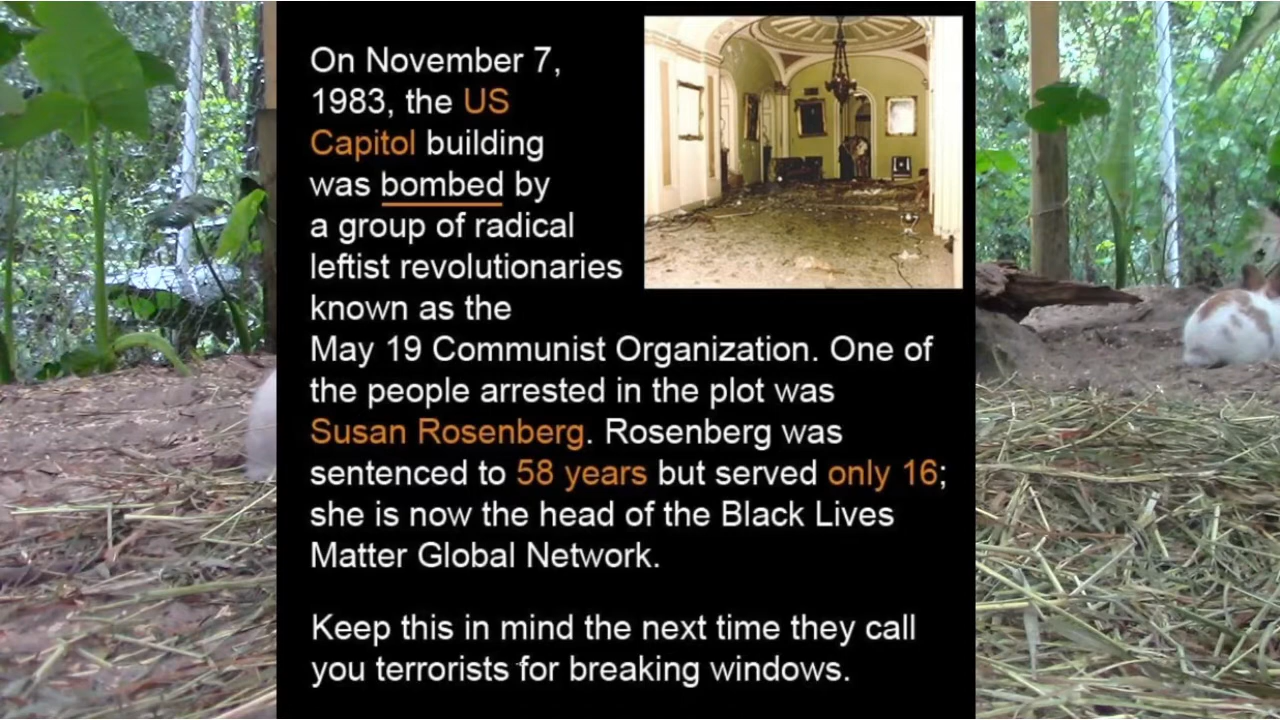 On November 7,
1983, the US
Capitol building
was bombed by
a group of radical
leftist revolutionaries
known as the
May 19 Communist Organization. One of
the people arrested in the plot was
Susan Rosenberg. Rosenberg was
sentenced to 58 years but served only 16;
she is now the head of the Black Lives
Matter Global Network.
Keep this in mind the next time they call
you terrorists for breaking windows.